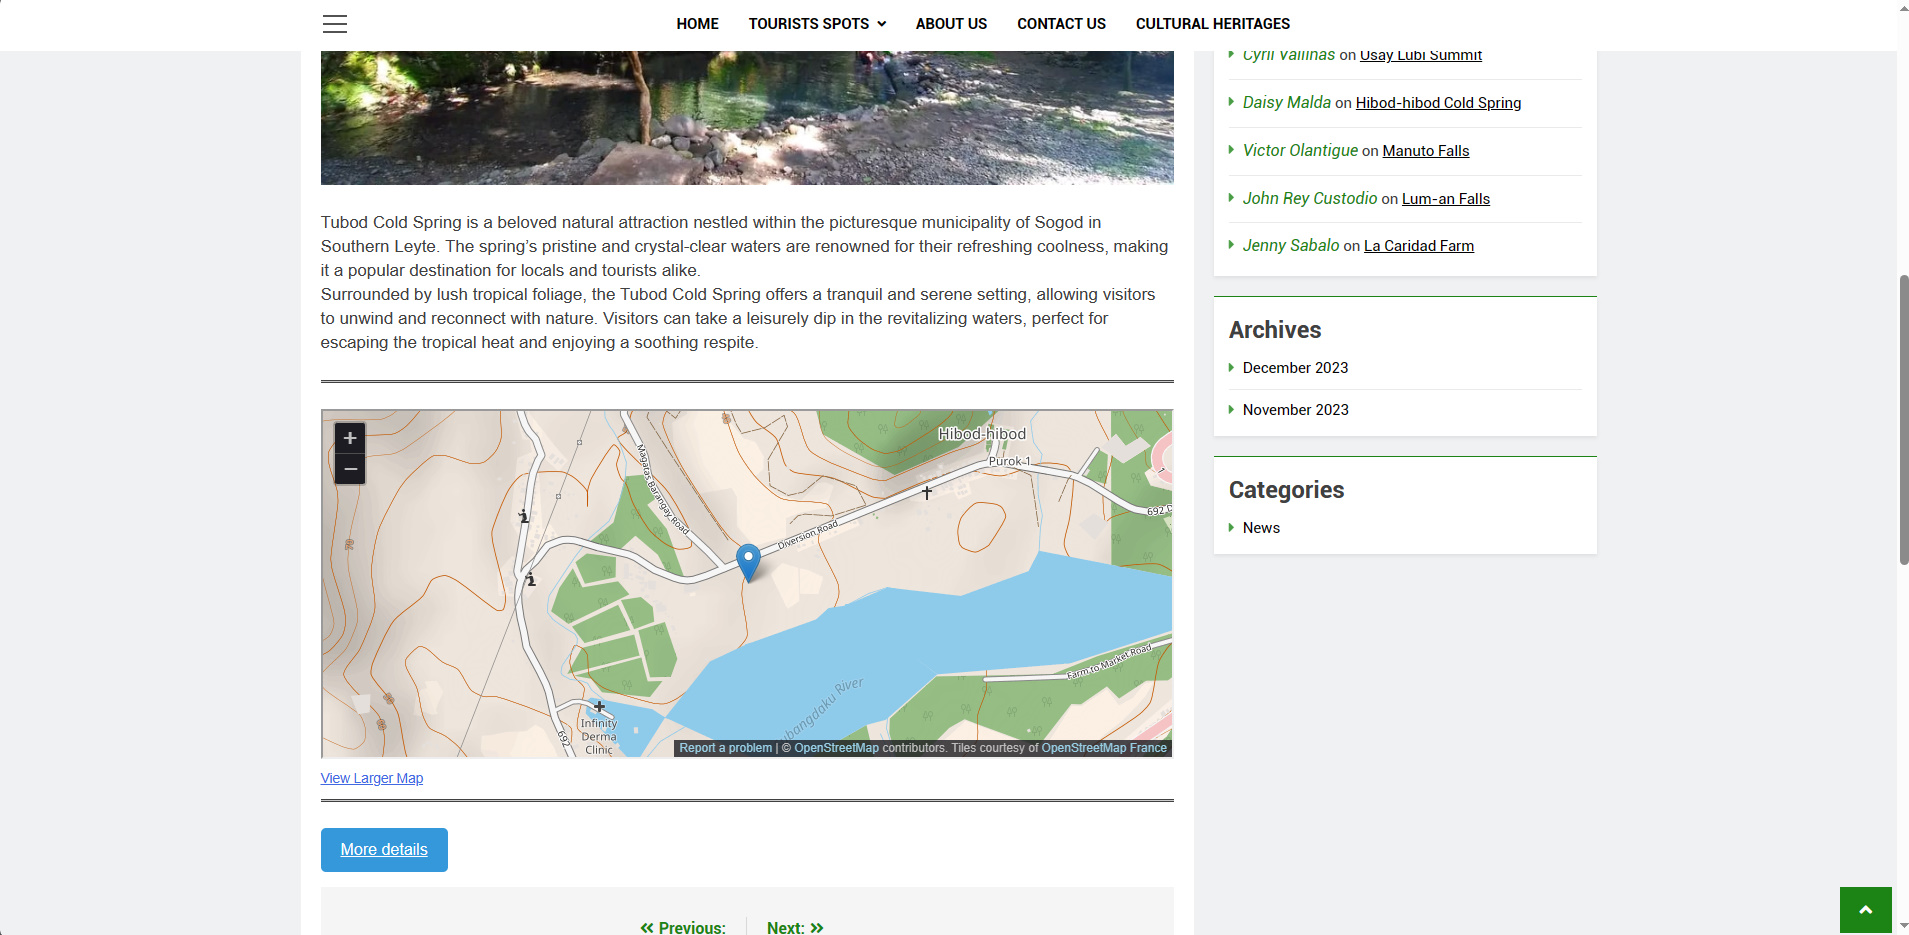 HOME TOURISTS SPOTS ABOUT US CONTACT US CULTURAL HERITAGES
Tubod Cold Spring is a beloved natural attraction nestled within the picturesque municipality of Sogod in
Southern Leyte. The spring’s pristine and crystal-clear waters are renowned for their refreshing coolness, making
it a popular destination for locals and tourists alike.
Surrounded by lush tropical foliage, the Tubod Cold Spring offers a tranquil and serene setting, allowing visitors
to unwind and reconnect with nature. Visitors can take a leisurely dip in the revitalizing waters, perfect for
escaping the tropical heat and enjoying a soothing respite.
+
−
HIbod-hibod
Purok 1
Magatas Barangay Road
Diversion Road
692 D
Farm to Market Road
ubangdaku River
Infinity
Derma
Clinic
692
Report a problem | © OpenStreetMap contributors. Tiles courtesy of OpenStreetMap France
View Larger Map
More details
Previous:
Next:
Cyril Vallinas on Usay Lubi Summit
Daisy Malda on Hibod-hibod Cold Spring
Victor Olantigue on Manuto Falls
John Rey Custodio on Lum-an Falls
Jenny Sabalo on La Caridad Farm
Archives
December 2023
November 2023
Categories
News